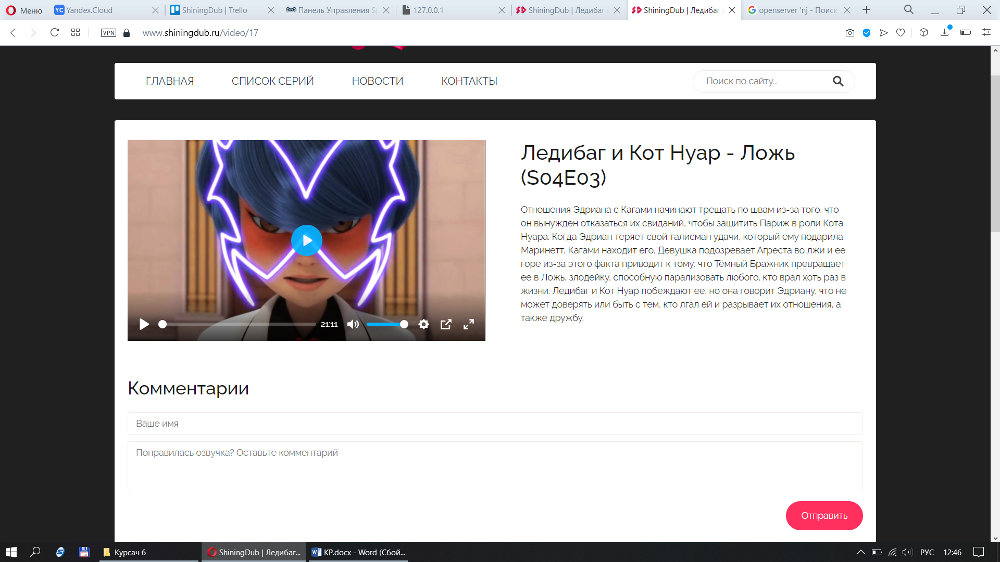 Меню
Yandex.Cloud
ShiningDub | Trello
Панель Управления Sp
127.0.0.1
ShiningDub | Ледибаг и
ShiningDub | Ледибаг и
openserver 'nj - Поиск
VPN
www.shiningdub.ru/video/17
ГЛАВНАЯ
СПИСОК СЕРИЙ
НОВОСТИ
КОНТАКТЫ
Поиск по сайту...
Ледибаг и Кот Нуар - Ложь
(S04E03)
Отношения Эдриана с Кагами начинают трещать по швам из-за того, что
он вынужден отказаться их свиданий, чтобы защитить Париж в роли Кота
Нуара. Когда Эдриан теряет свой талисман удачи, который ему подарила
Маринетт, Кагами находит его. Девушка подозревает Агреста во лжи и ее
горе из-за этого факта приводит к тому, что Тёмный Бражник превращает
ее в Ложь, злодейку, способную парализовать любого, кто врал хоть раз в
жизни. Ледибаг и Кот Нуар побеждают ее, но она говорит Эдриану, что не
может доверять или быть с тем, кто лгал ей и разрывает их отношения, а
также дружбу.
21:11
Комментарии
Ваше имя
Понравилась озвучка? Оставьте комментарий
Отправить
Курсач 6
ShiningDub | Ледибаг...
КР.docx - Word (Сбой...
РУС
12:46